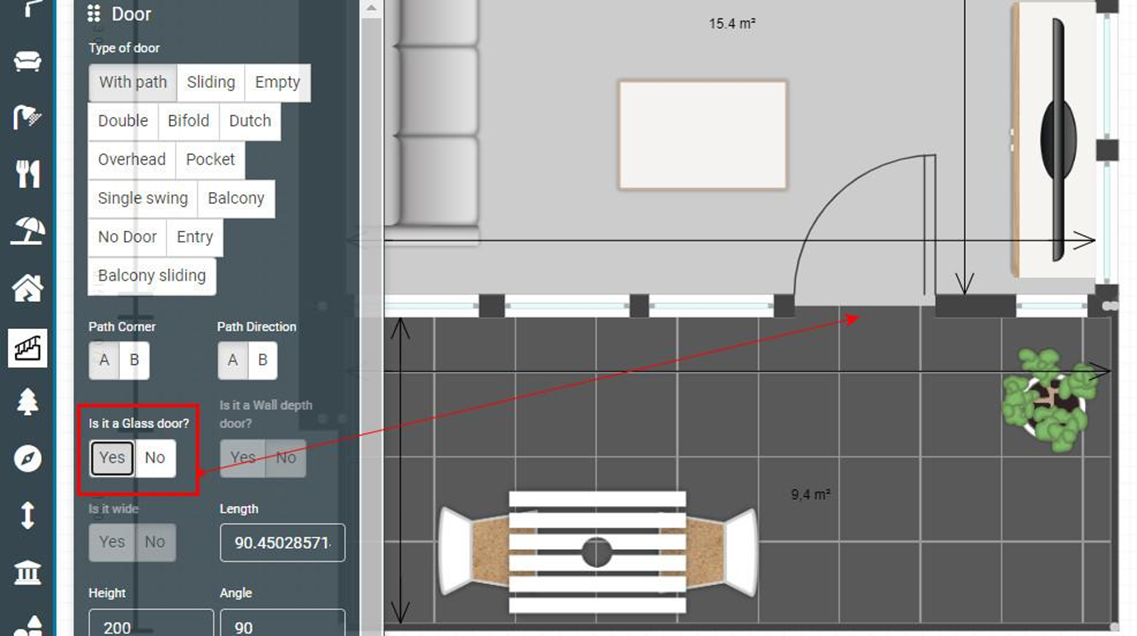 Door
15.4 m²
Type of door
With path Sliding Empty
Double Bifold Dutch
Overhead Pocket
Single swing Balcony
No Door Entry
Balcony sliding
Path Corner Path Direction
A B A B
Is it a Glass door? Is it a Wall depth
door?
Yes No Yes No
9,4 m²
Is it wide Length
Yes No 90.45028571
Height Angle
200 90